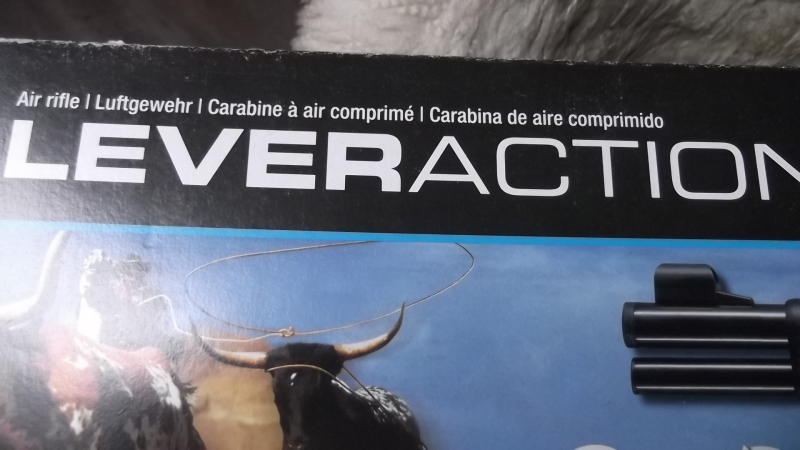 Air rifle | Luftgewehr | Carabine à air comprimé | Carabina de aire comprimido
LEVERACTION